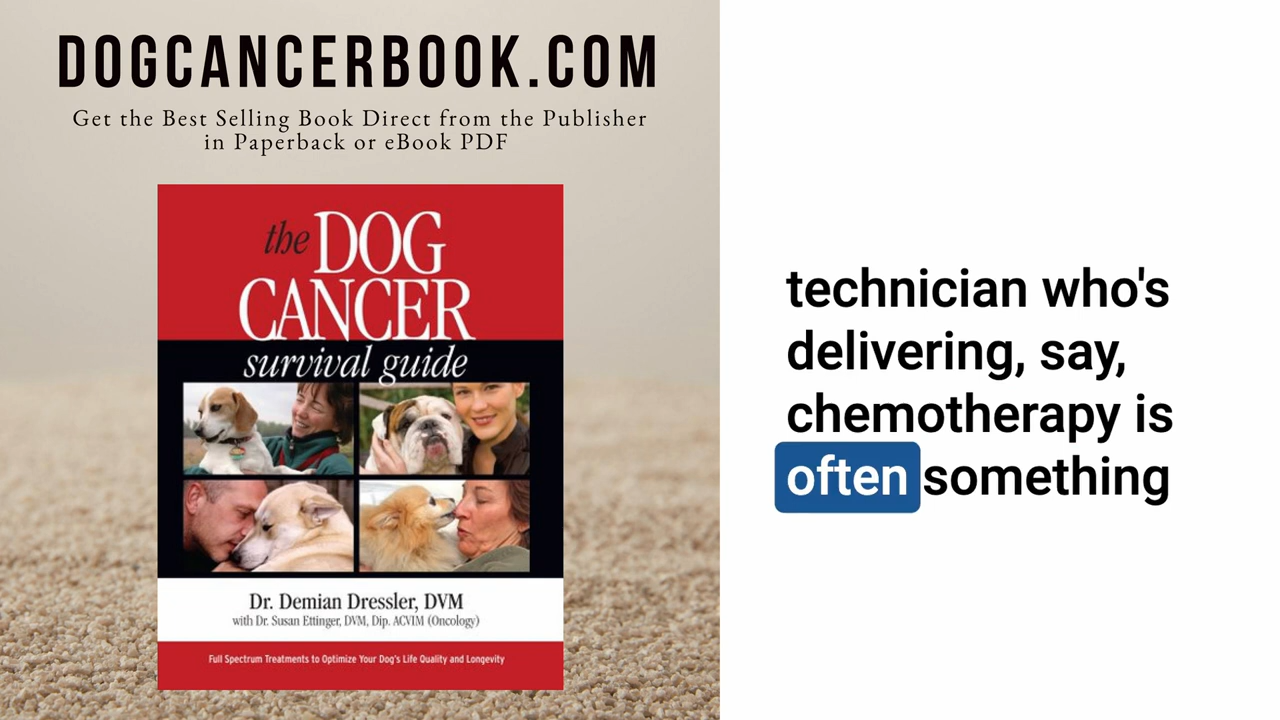 DOGCANCERBOOK.COM
Get the Best Selling Book Direct from the Publisher
in Paperback or eBook PDF
the DOG
CANCER
survival guide
Dr. Demian Dressler, DVM
with Dr. Susan Ettinger, DVM, Dip. ACVIM (Oncology)
Full Spectrum Treatments to Optimize Your Dog's Life Quality and Longevity
technician who's
delivering, say,
chemotherapy is
often something